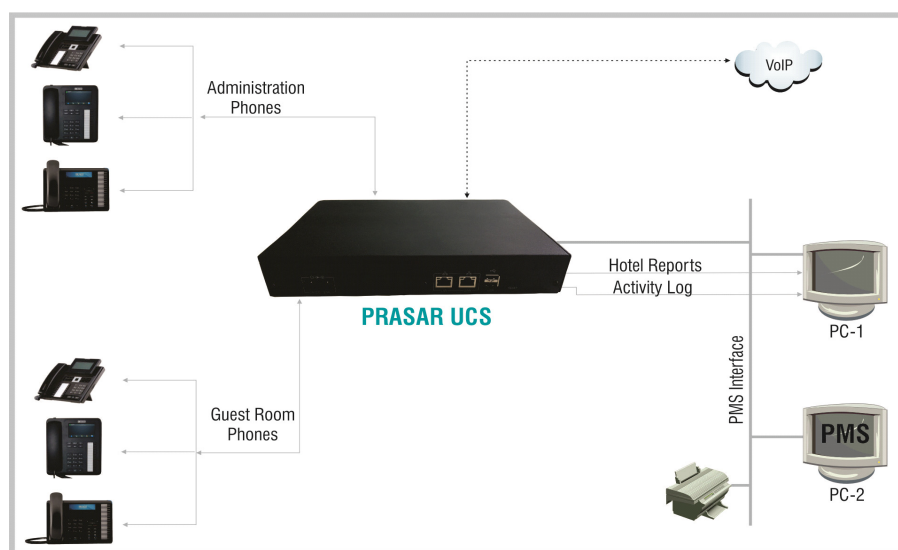 VoIP
Administration
Phones
Hotel Reports
Activity Log
PRASAR UCS
PC-1
PMS Interface
Guest Room
Phones
PMS
PC-2